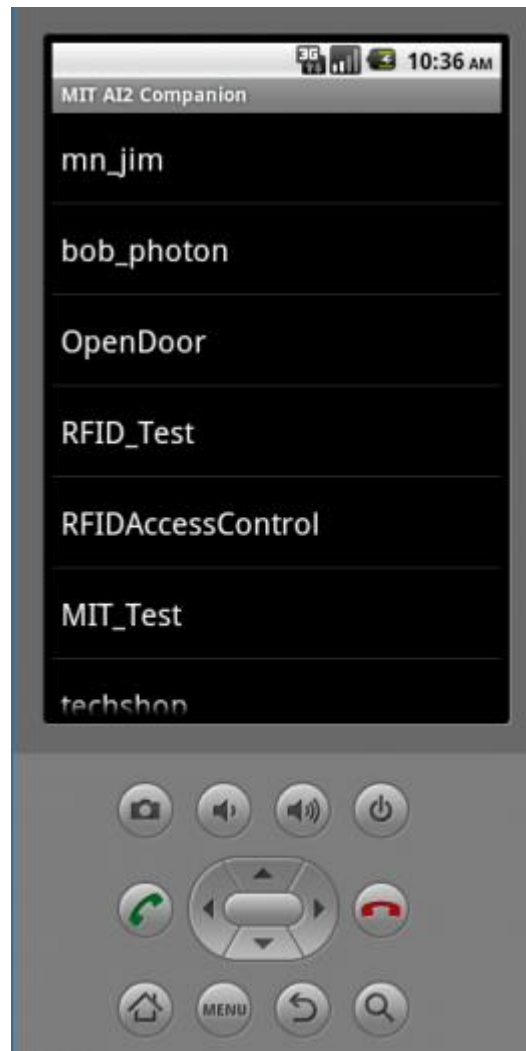 3G
10:36 AM
MIT AI2 Companion
mn_jim
bob_photon
OpenDoor
RFID_Test
RFIDAccessControl
MIT_Test
techshop
MENU